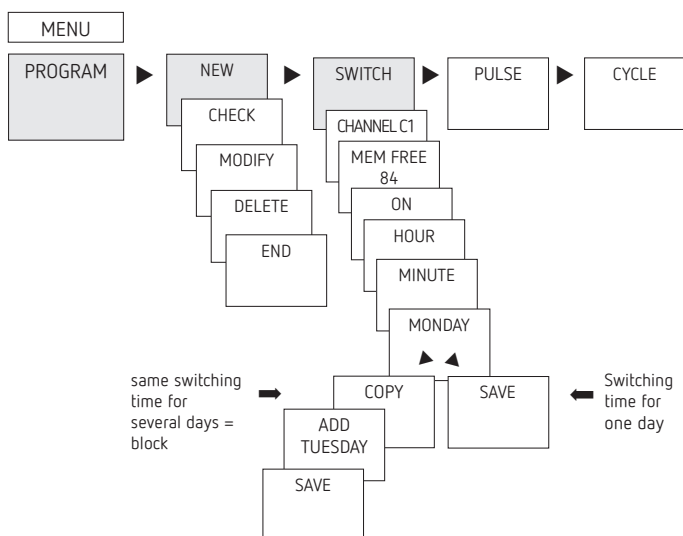 MENU
PROGRAM
NEW
SWITCH
PULSE
CYCLE
CHECK
MODIFY
DELETE
END
CHANNEL C1
MEM FREE
84
ON
HOUR
MINUTE
MONDAY
same switching
time for
several days =
block
COPY
SAVE
Switching
time for
one day
ADD
TUESDAY
SAVE